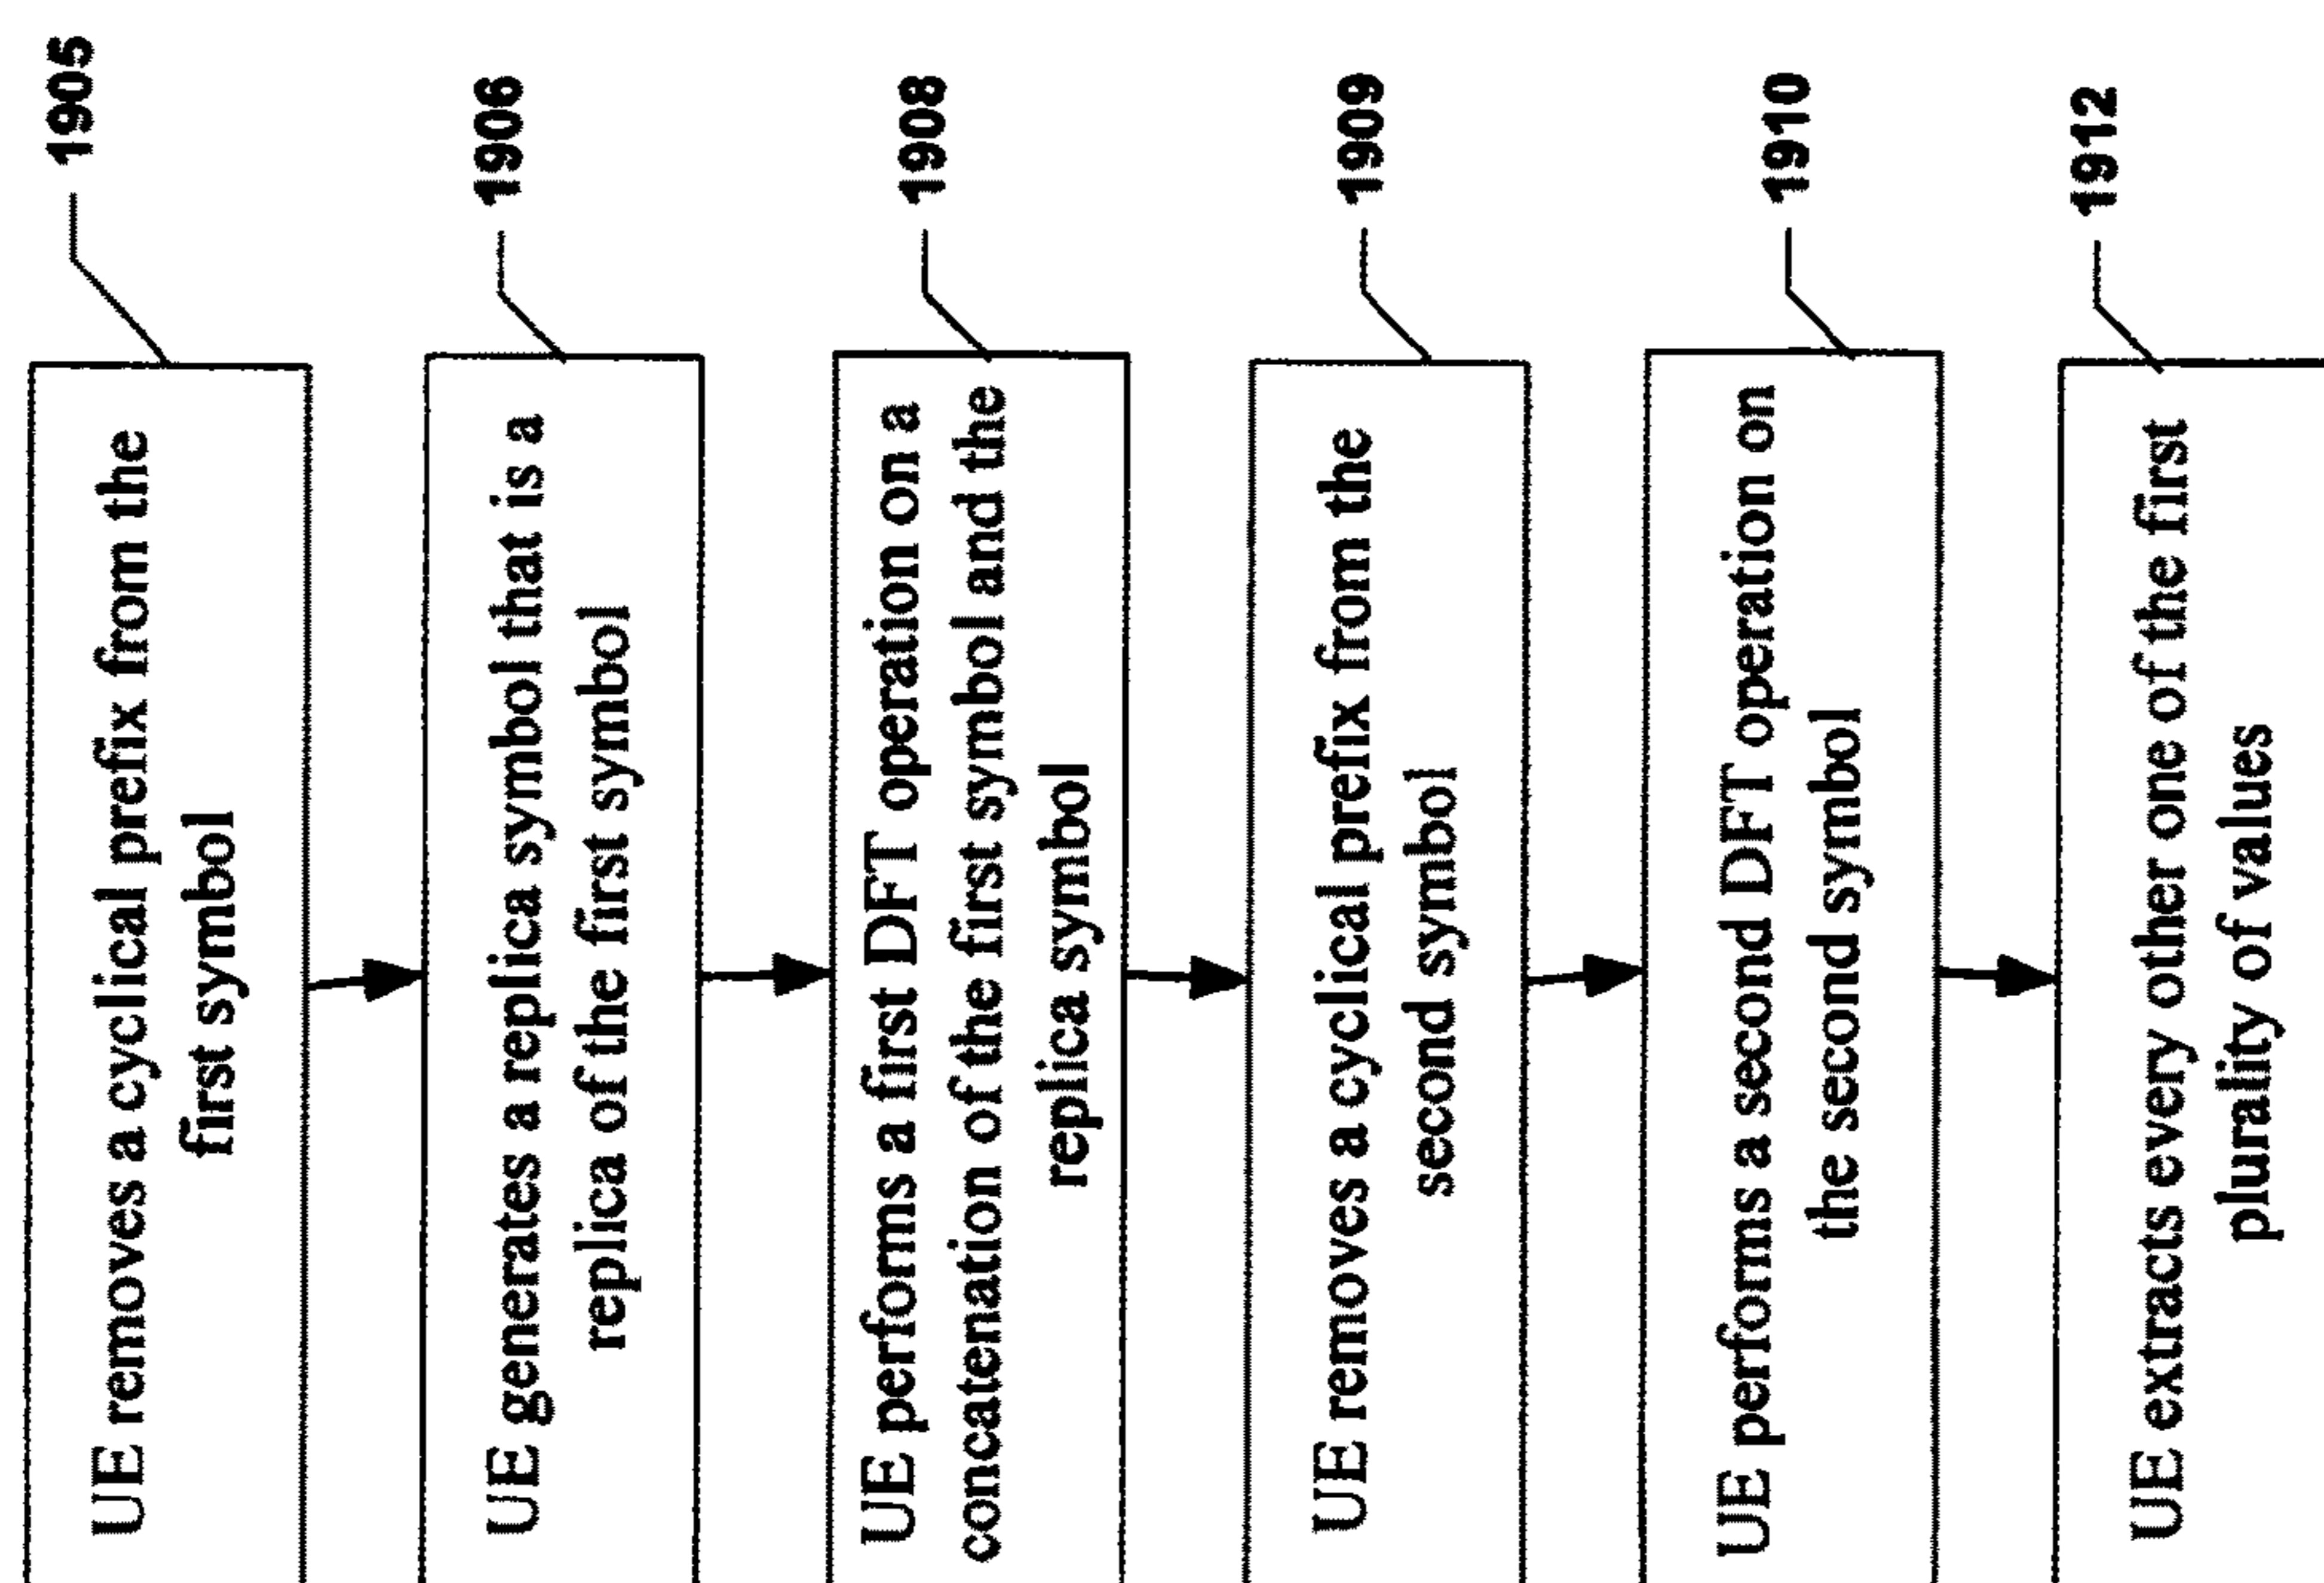 1905
UE removes a cyclical prefix from the
first symbol
1906
UE generates a replica symbol that is a
replica of the first symbol
1908
UE performs a first DFT operation on a
concatenation of the first symbol and the
replica symbol
1909
UE removes a cyclical prefix from the
second symbol
1910
UE performs a second DFT operation on
the second symbol
1912
UE extracts every other one of the first
plurality of values